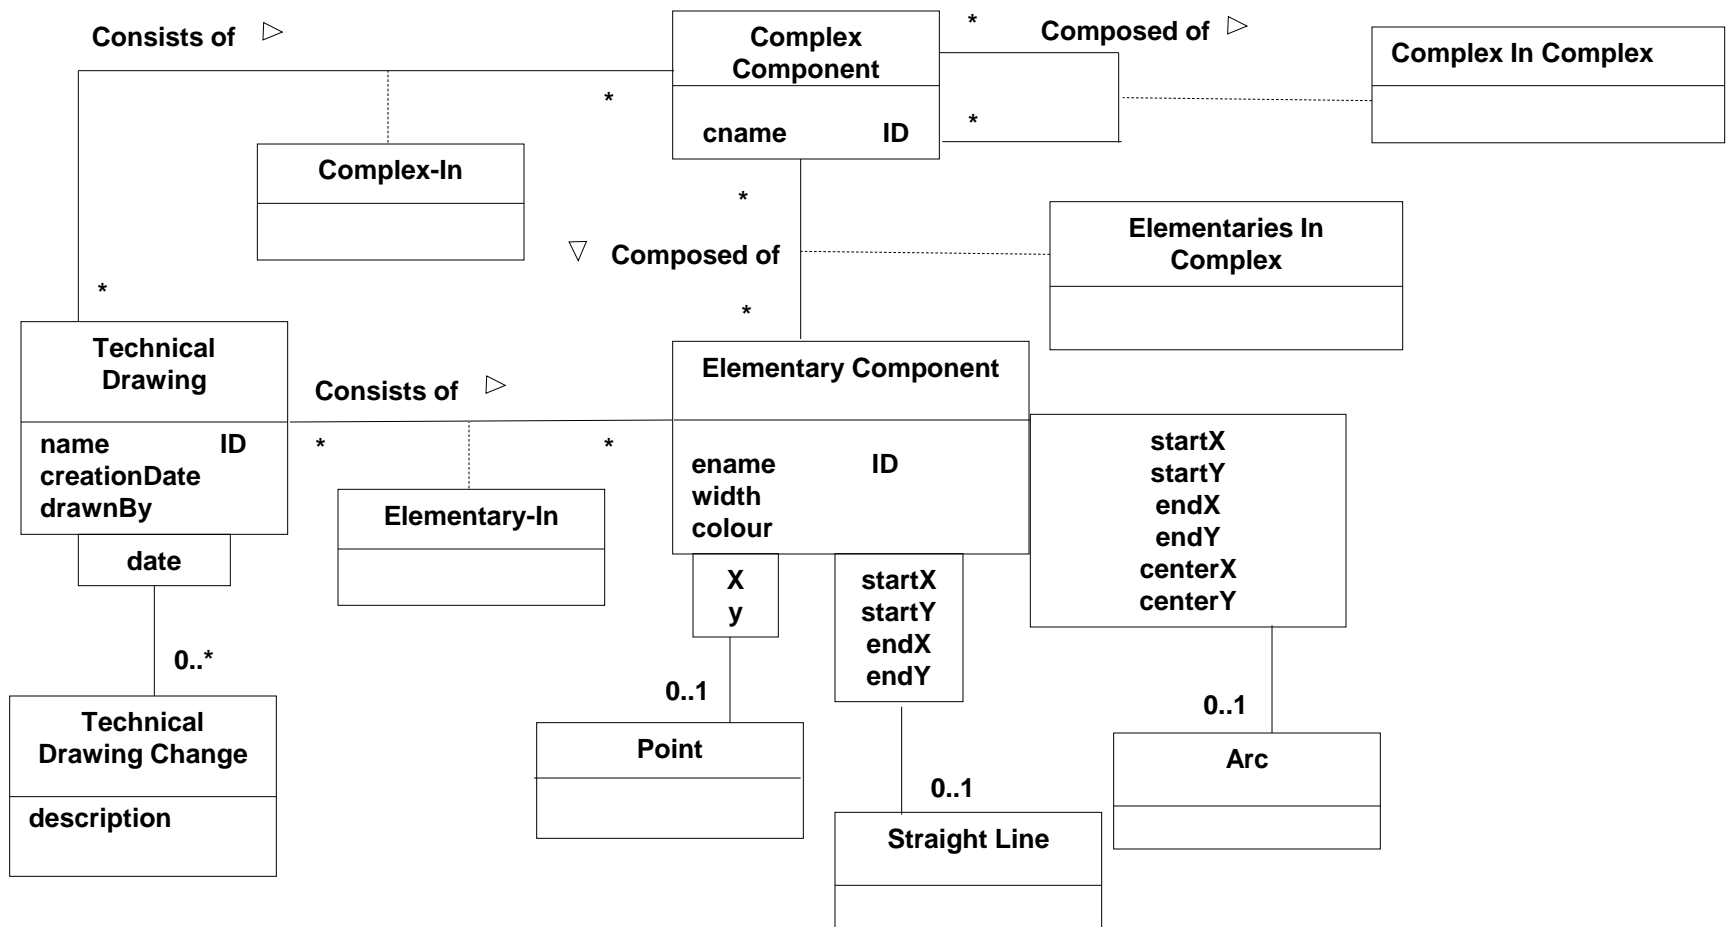 Consists of
Complex
Component
cname ID
*
*
Composed of
Complex In Complex
*
Complex-In
*
Composed of
Elementaries In
Complex
*
*
Technical
Drawing
name ID
creationDate
drawnBy
date
Consists of
*
*
Elementary-In
Elementary Component
ename ID
width
colour
X
y
startX
startY
endX
endY
startX
startY
endX
endY
centerX
centerY
0..*
Technical
Drawing Change
description
0..1
Point
0..1
Straight Line
0..1
Arc